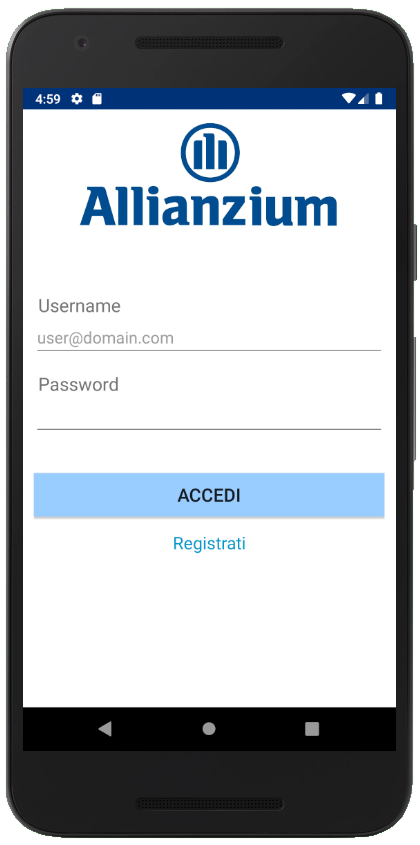 4:59
Allianzium
Username
user@domain.com
Password
ACCEDI
Registrati